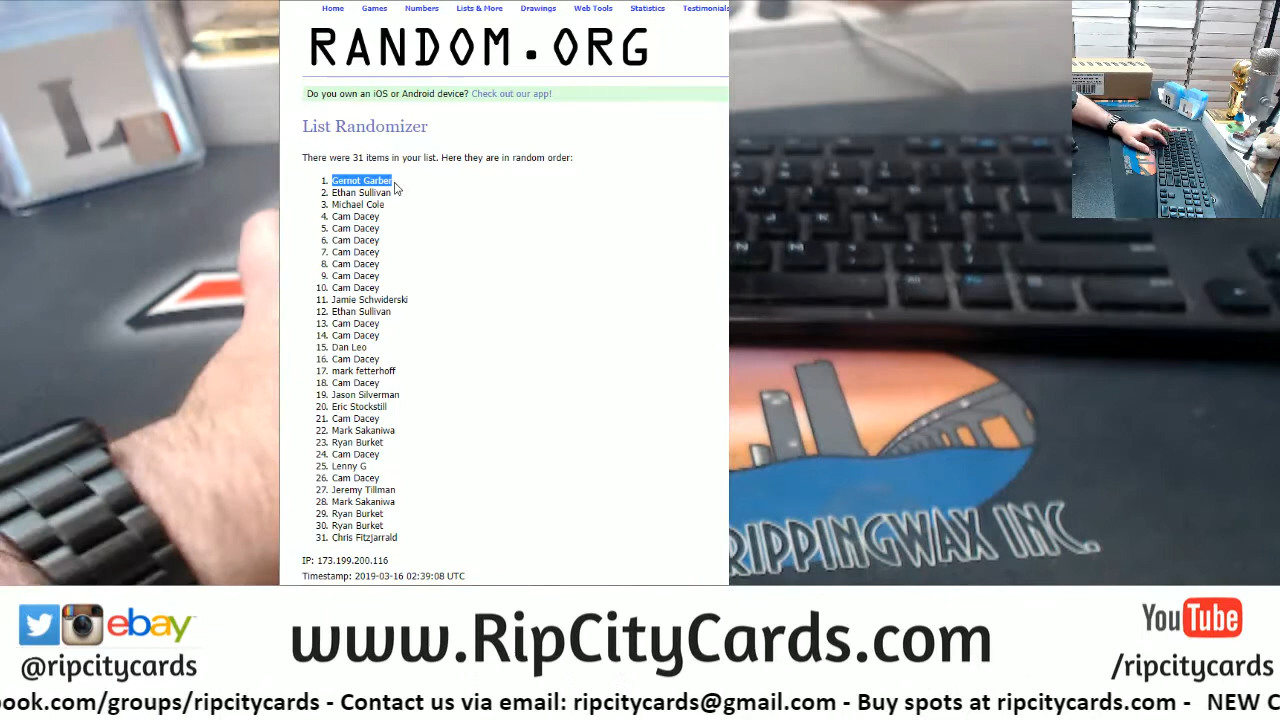 Home Games Numbers Lists & More Drawings Web Tools Statistics Testimonials
RANDOM.ORG
Do you own an iOS or Android device? Check out our app!
List Randomizer
There were 31 items in your list. Here they are in random order:
1. Gernot Garber
2. Ethan Sullivan
3. Michael Cole
4. Cam Dacey
5. Cam Dacey
6. Cam Dacey
7. Cam Dacey
8. Cam Dacey
9. Cam Dacey
10. Cam Dacey
11. Jamie Schwiderski
12. Ethan Sullivan
13. Cam Dacey
14. Cam Dacey
15. Dan Leo
16. Cam Dacey
17. mark fetterhoff
18. Cam Dacey
19. Jason Silverman
20. Eric Stockstill
21. Cam Dacey
22. Mark Sakaniwa
23. Ryan Burket
24. Cam Dacey
25. Lenny G
26. Cam Dacey
27. Jeremy Tillman
28. Mark Sakaniwa
29. Ryan Burket
30. Ryan Burket
31. Chris Fitzjarrald
IP: 173.199.200.116
Timestamp: 2019-03-16 02:39:08 UTC
RIPPINGWAX INC.
ebay
@ripcitycards
www.RipCityCards.com
YouTube
/ripcitycards
book.com/groups/ripcitycards - Contact us via email: ripcitycards@gmail.com - Buy spots at ripcitycards.com - NEW C